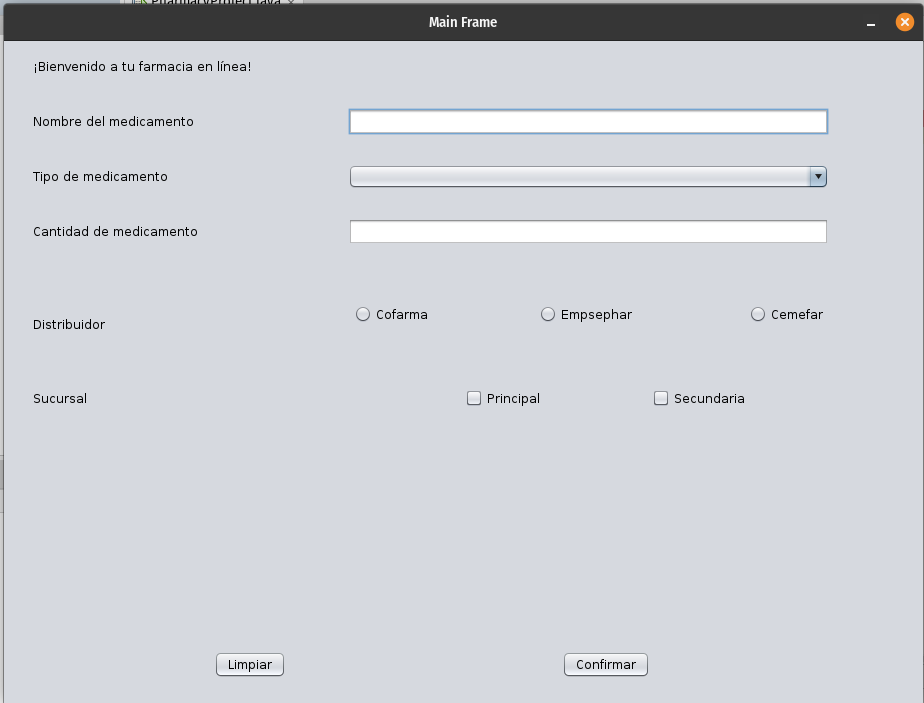 Main Frame
¡Bienvenido a tu farmacia en línea!
Nombre del medicamento
Tipo de medicamento
Cantidad de medicamento
Distribuidor
Cofarma Empsephar Cemefar
Sucursal Principal Secundaria
Limpiar Confirmar